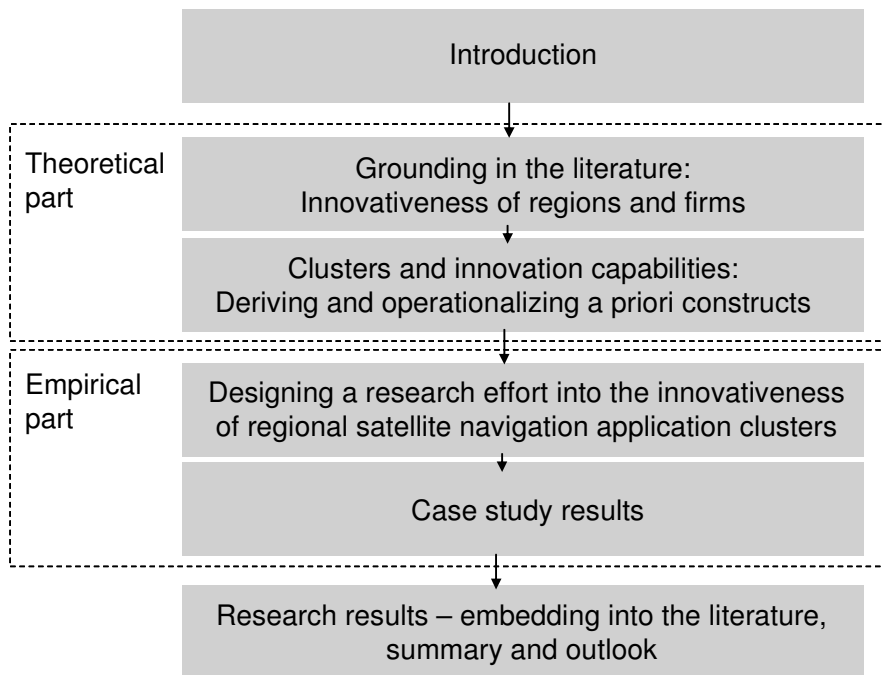 Introduction
Theoretical
part
Grounding in the literature:
Innovativeness of regions and firms
Clusters and innovation capabilities:
Deriving and operationalizing a priori constructs
Empirical
part
Designing a research effort into the innovativeness
of regional satellite navigation application clusters
Case study results
Research results – embedding into the literature,
summary and outlook